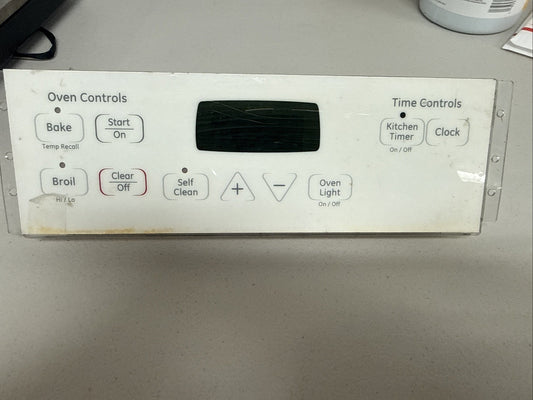 Oven Controls
Time Controls
Bake
Start
On
Kitchen
Timer
Clock
Temp Recall
On / Off
Broil
Clear
Off
Self
Clean
+
−
Oven
Light
Hi / Lo
On / Off